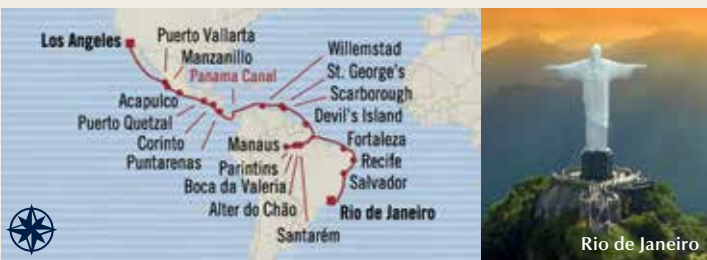 Los Angeles
Puerto Vallarta
Manzanillo
Panama Canal
Acapulco
Puerto Quetzal
Corinto
Puntarenas
Willemstad
St. George's
Scarborough
Devil's Island
Manaus
Parintins
Boca da Valeria
Alter do Chão
Santarém
Fortaleza
Recife
Salvador
Rio de Janeiro
Rio de Janeiro